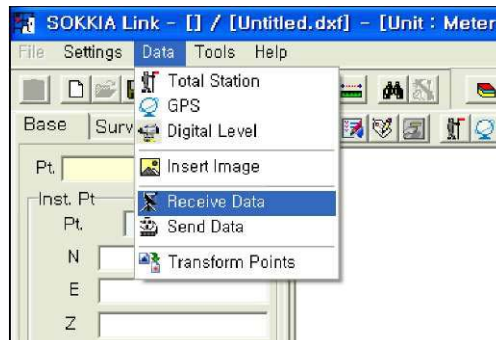 SOKKIA Link - [] / [Untitled.dxf] - [Unit : Meter
File Settings Data Tools Help
Total Station
GPS
Digital Level
Insert Image
Receive Data
Send Data
Transform Points
Base Surv
Pt.
Inst. Pt
Pt.
N
E
Z